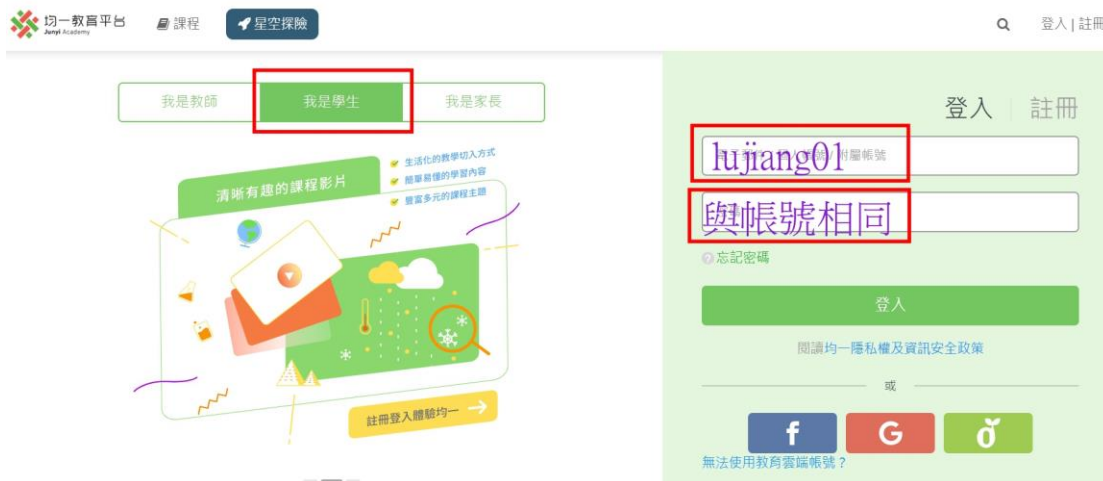 均一教育平台
Junyi Academy
課程
星空探險
登入 | 註冊
我是教師
我是學生
我是家長
清晰有趣的課程影片
生活化的教學切入方式
簡單易懂的學習內容
豐富多元的課程主題
註冊登入體驗均一
登入
註冊
lujiang01
附屬帳號
與帳號相同
忘記密碼
登入
閱讀均一隱私權及資訊安全政策
或
f
G
無法使用教育雲端帳號？